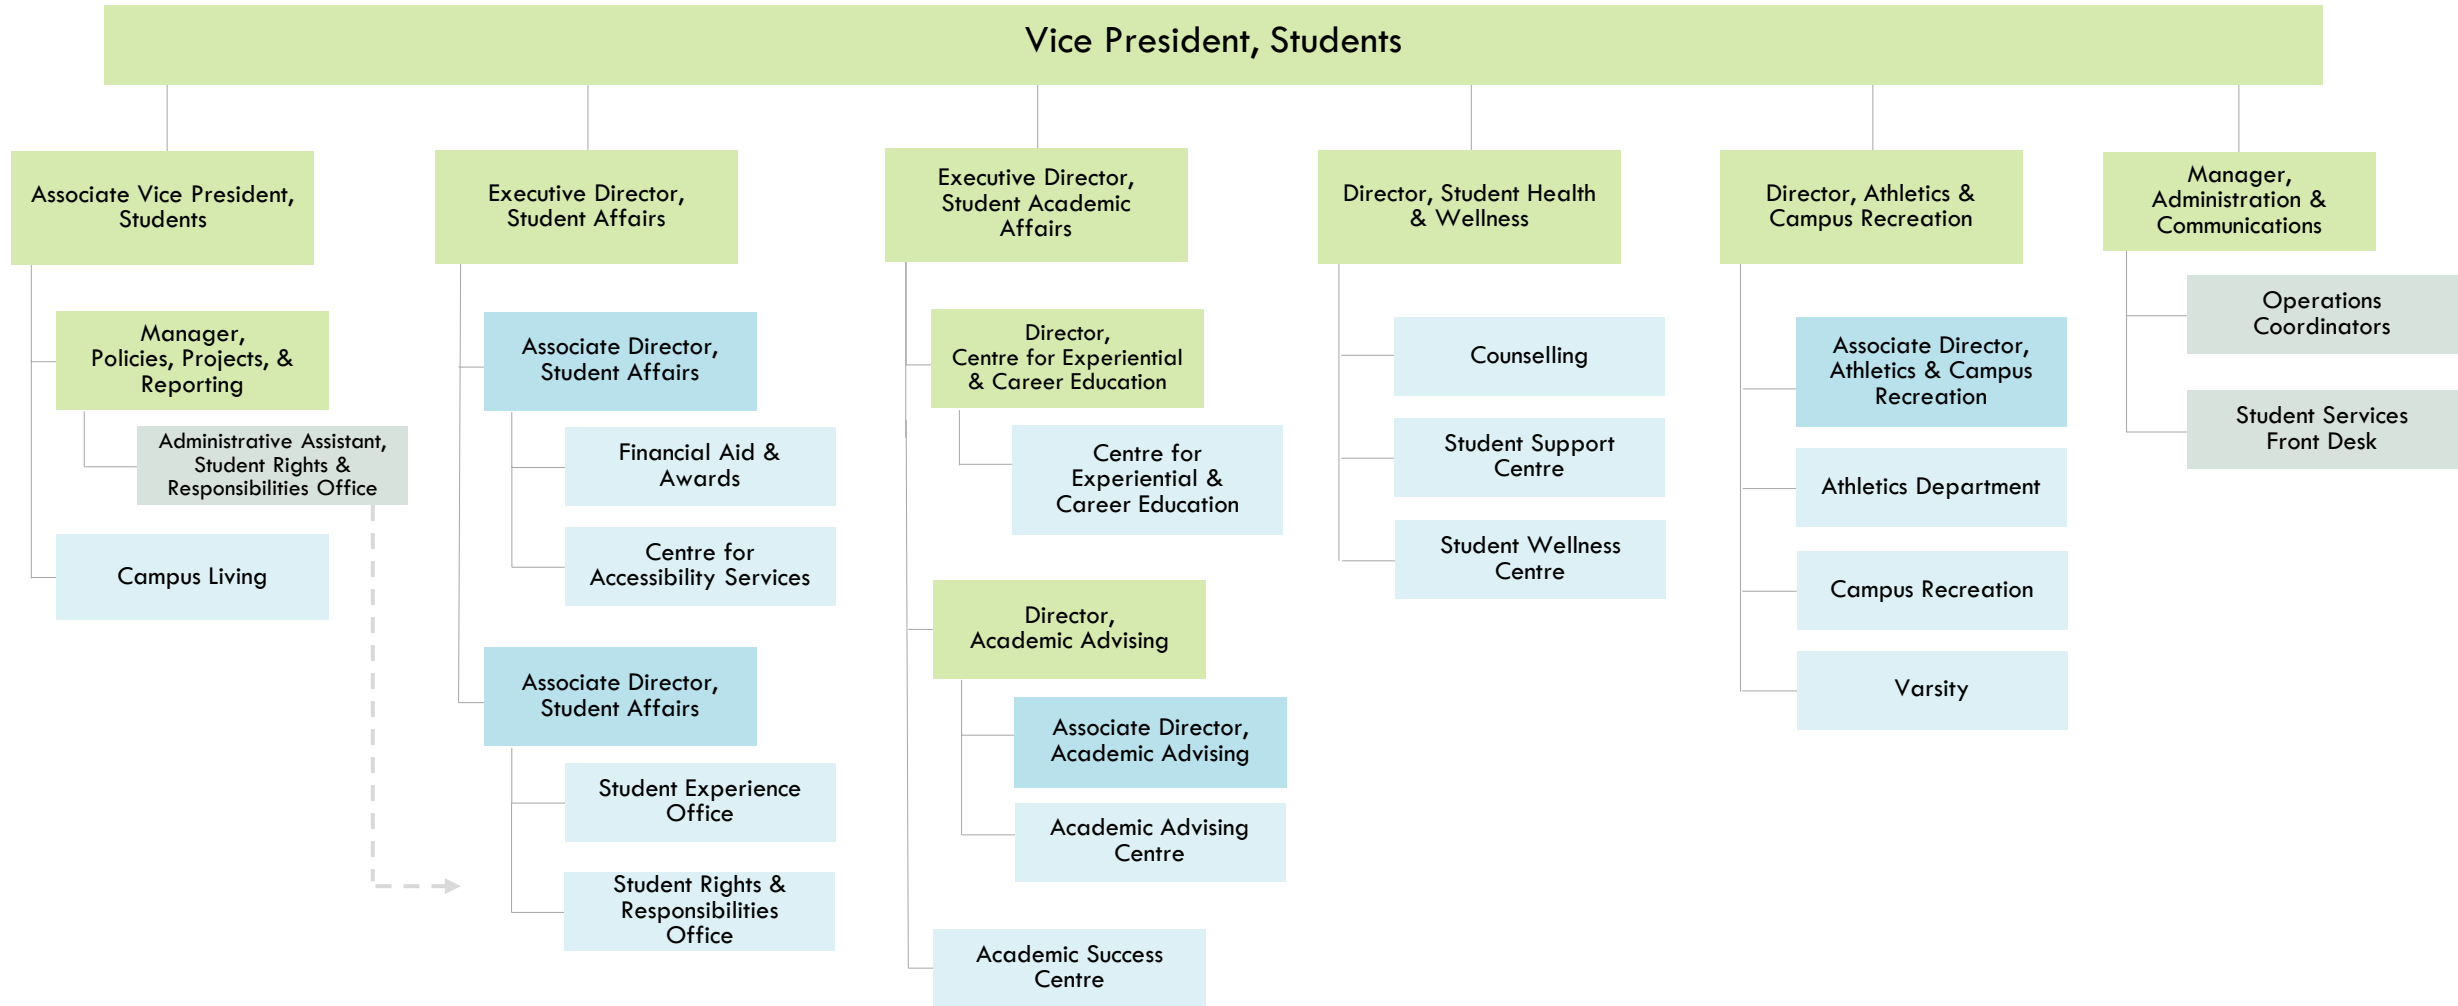 Vice President, Students
Associate Vice President,
Students
Manager,
Policies, Projects, &
Reporting
Administrative Assistant,
Student Rights &
Responsibilities Office
Campus Living
Executive Director,
Student Affairs
Associate Director,
Student Affairs
Financial Aid &
Awards
Centre for
Accessibility Services
Associate Director,
Student Affairs
Student Experience
Office
Student Rights &
Responsibilities
Office
Executive Director,
Student Academic
Affairs
Director,
Centre for Experiential
& Career Education
Centre for
Experiential &
Career Education
Director,
Academic Advising
Associate Director,
Academic Advising
Academic Advising
Centre
Academic Success
Centre
Director, Student Health
& Wellness
Counselling
Student Support
Centre
Student Wellness
Centre
Director, Athletics &
Campus Recreation
Associate Director,
Athletics & Campus
Recreation
Athletics Department
Campus Recreation
Varsity
Manager,
Administration &
Communications
Operations
Coordinators
Student Services
Front Desk